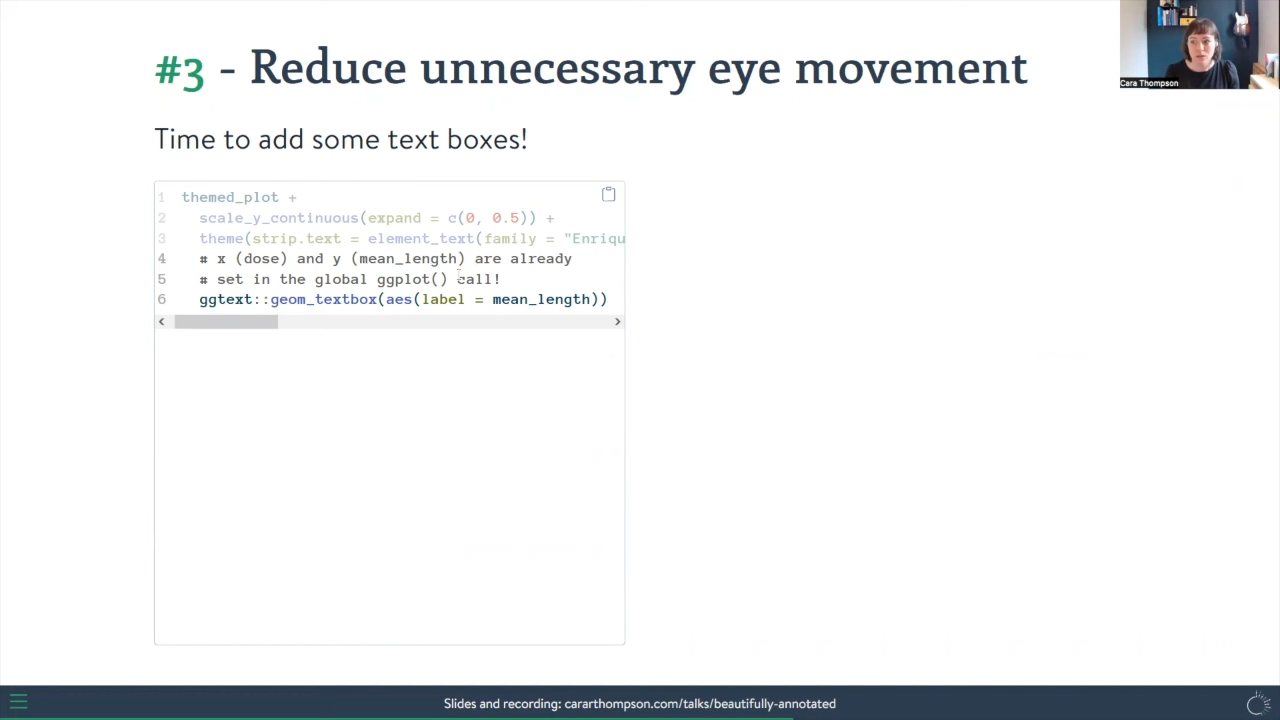 #3 - Reduce unnecessary eye movement
Cara Thompson
Time to add some text boxes!
1 themed_plot +
2 scale_y_continuous(expand = c(0, 0.5)) +
3 theme(strip.text = element_text(family = "Enriqu
4 # x (dose) and y (mean_length) are already
5 # set in the global ggplot() call!
6 ggtext::geom_textbox(aes(label = mean_length))
Slides and recording: cararthompson.com/talks/beautifully-annotated